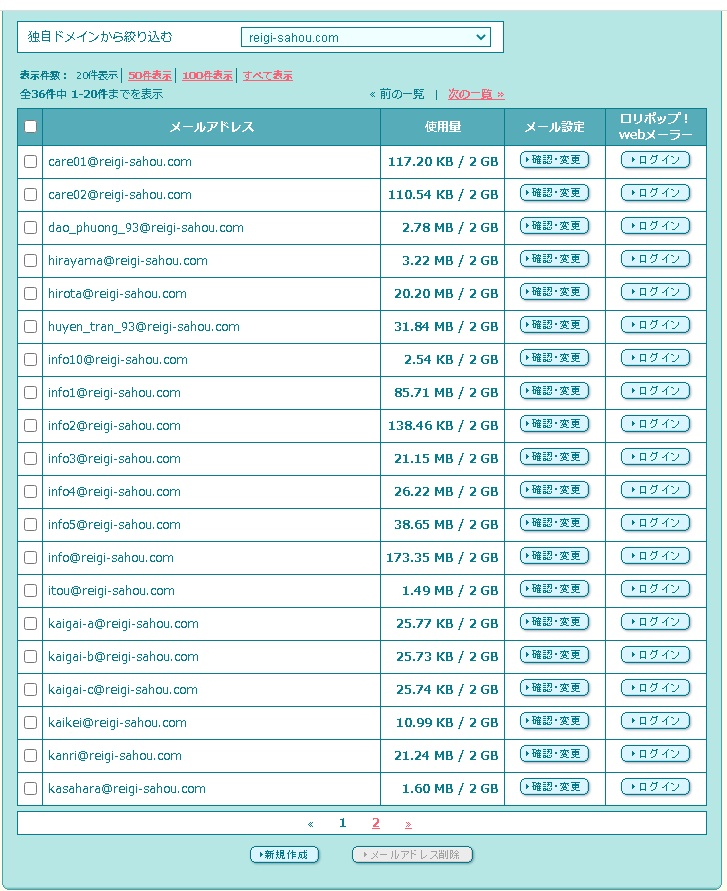 独自ドメインから絞り込む reigi-sahou.com
表示件数： 20件表示│50件表示│100件表示│すべて表示
全36件中 1-20件までを表示 « 前の一覧 | 次の一覧 »
メールアドレス 使用量 メール設定 ロリポップ！
webメーラー
care01@reigi-sahou.com 117.20 KB / 2 GB 確認・変更 ログイン
care02@reigi-sahou.com 110.54 KB / 2 GB 確認・変更 ログイン
dao_phuong_93@reigi-sahou.com 2.78 MB / 2 GB 確認・変更 ログイン
hirayama@reigi-sahou.com 3.22 MB / 2 GB 確認・変更 ログイン
hirota@reigi-sahou.com 20.20 MB / 2 GB 確認・変更 ログイン
huyen_tran_93@reigi-sahou.com 31.84 MB / 2 GB 確認・変更 ログイン
info10@reigi-sahou.com 2.54 KB / 2 GB 確認・変更 ログイン
info1@reigi-sahou.com 85.71 MB / 2 GB 確認・変更 ログイン
info2@reigi-sahou.com 138.46 KB / 2 GB 確認・変更 ログイン
info3@reigi-sahou.com 21.15 MB / 2 GB 確認・変更 ログイン
info4@reigi-sahou.com 26.22 MB / 2 GB 確認・変更 ログイン
info5@reigi-sahou.com 38.65 MB / 2 GB 確認・変更 ログイン
info@reigi-sahou.com 173.35 MB / 2 GB 確認・変更 ログイン
itou@reigi-sahou.com 1.49 MB / 2 GB 確認・変更 ログイン
kaigai-a@reigi-sahou.com 25.77 KB / 2 GB 確認・変更 ログイン
kaigai-b@reigi-sahou.com 25.73 KB / 2 GB 確認・変更 ログイン
kaigai-c@reigi-sahou.com 25.74 KB / 2 GB 確認・変更 ログイン
kaikei@reigi-sahou.com 10.99 KB / 2 GB 確認・変更 ログイン
kanri@reigi-sahou.com 21.24 MB / 2 GB 確認・変更 ログイン
kasahara@reigi-sahou.com 1.60 MB / 2 GB 確認・変更 ログイン
« 1 2 »
新規作成 メールアドレス削除